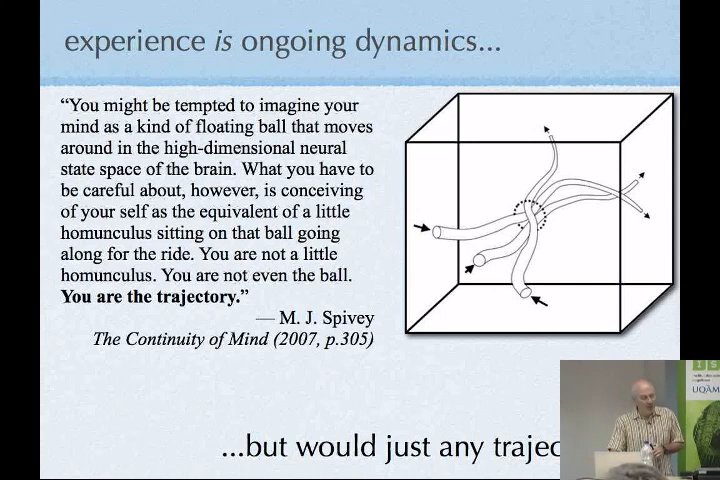 experience is ongoing dynamics...
“You might be tempted to imagine your
mind as a kind of floating ball that moves
around in the high-dimensional neural
state space of the brain. What you have to
be careful about, however, is conceiving
of your self as the equivalent of a little
homunculus sitting on that ball going
along for the ride. You are not a little
homunculus. You are not even the ball.
You are the trajectory.”
— M. J. Spivey
The Continuity of Mind (2007, p.305)
...but would just any trajec
UQÀM